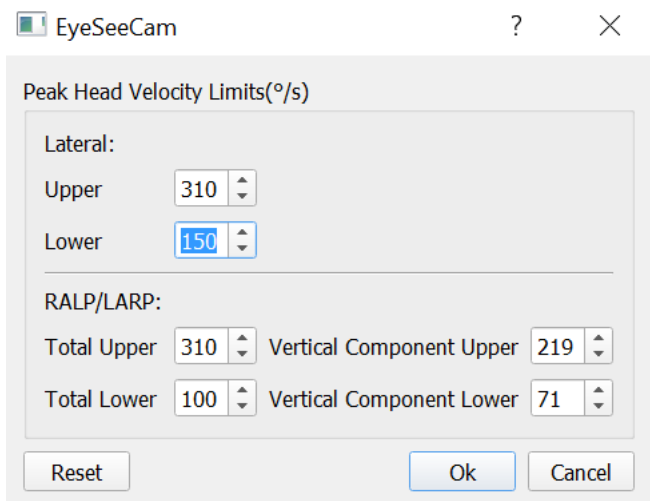 EyeSeeCam ?
Peak Head Velocity Limits(°/s)
Lateral:
Upper 310
Lower 150
RALP/LARP:
Total Upper 310 Vertical Component Upper 219
Total Lower 100 Vertical Component Lower 71
Reset Ok Cancel